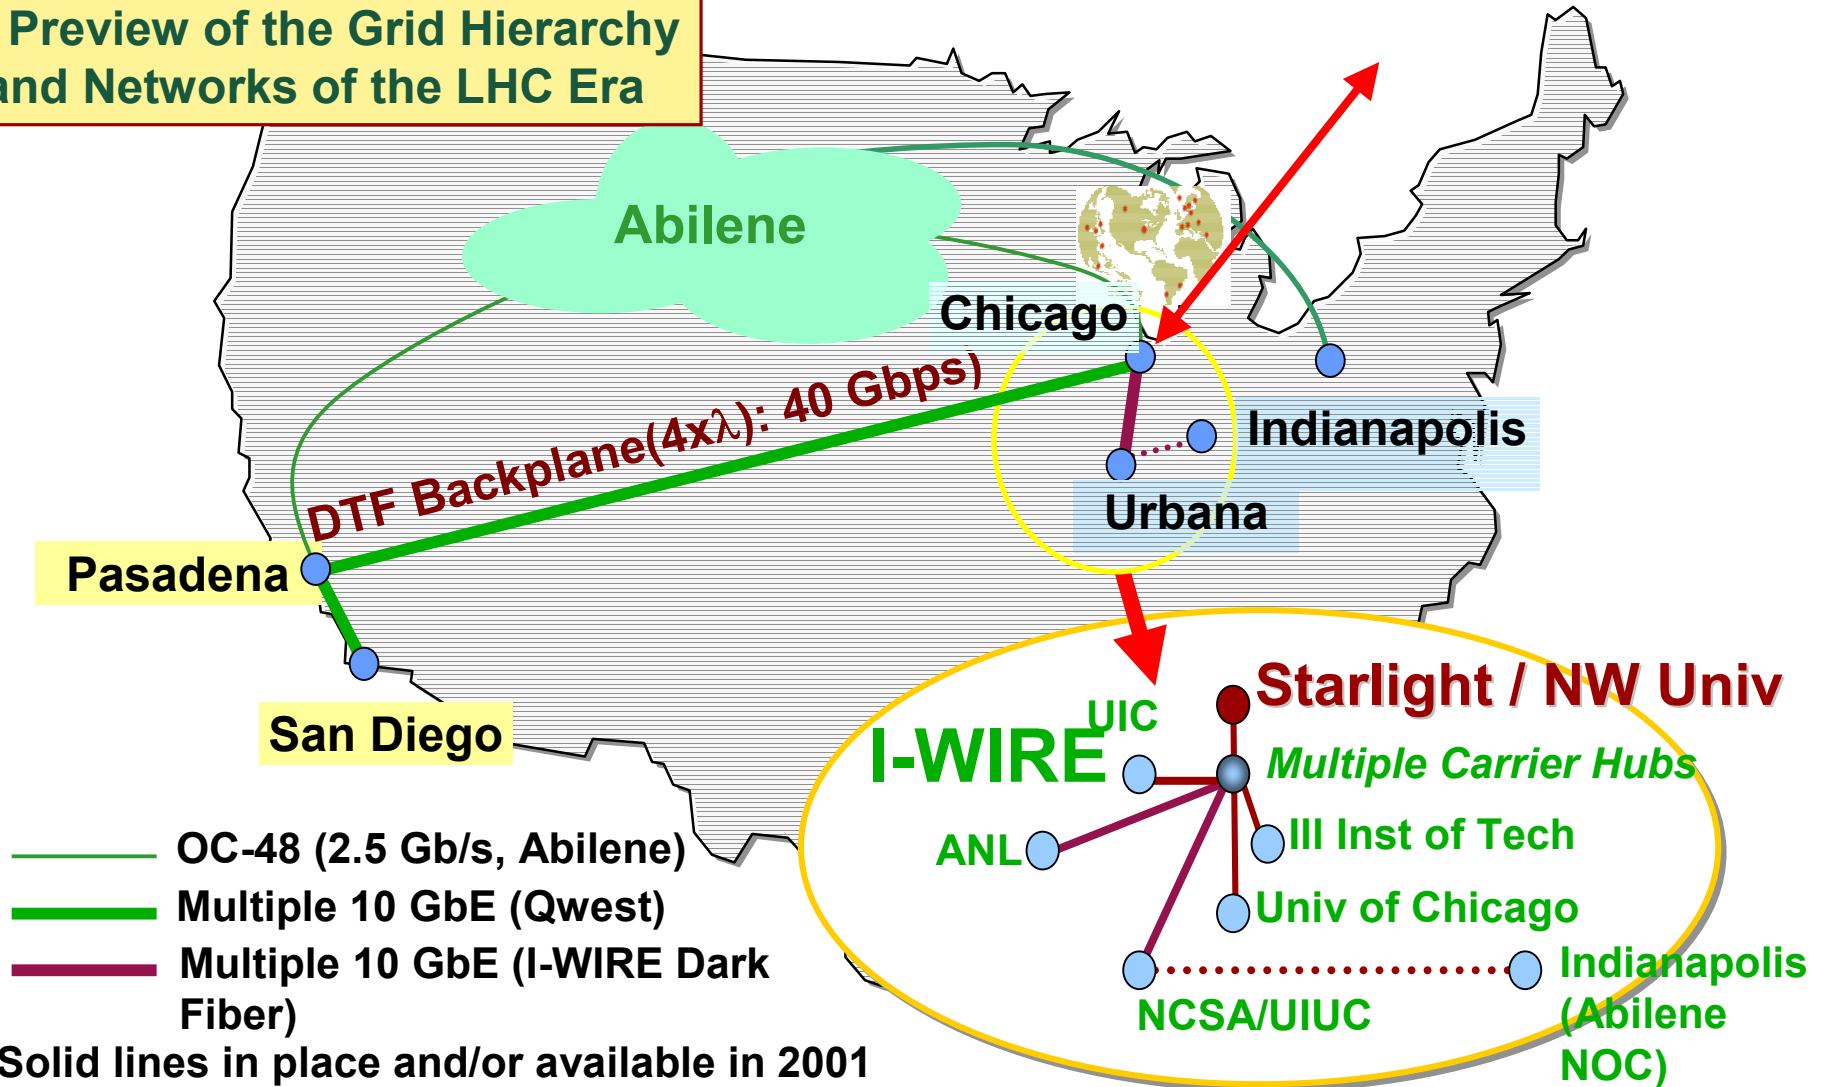 Preview of the Grid Hierarchy
and Networks of the LHC Era
Abilene
Chicago
DTF Backplane(4xλ): 40 Gbps)
Indianapolis
Urbana
Pasadena
San Diego
Starlight / NW Univ
UIC
I-WIRE
Multiple Carrier Hubs
Ill Inst of Tech
ANL
Univ of Chicago
NCSA/UIUC
Indianapolis
(Abilene
NOC)
OC-48 (2.5 Gb/s, Abilene)
Multiple 10 GbE (Qwest)
Multiple 10 GbE (I-WIRE Dark
Fiber)
Solid lines in place and/or available in 2001